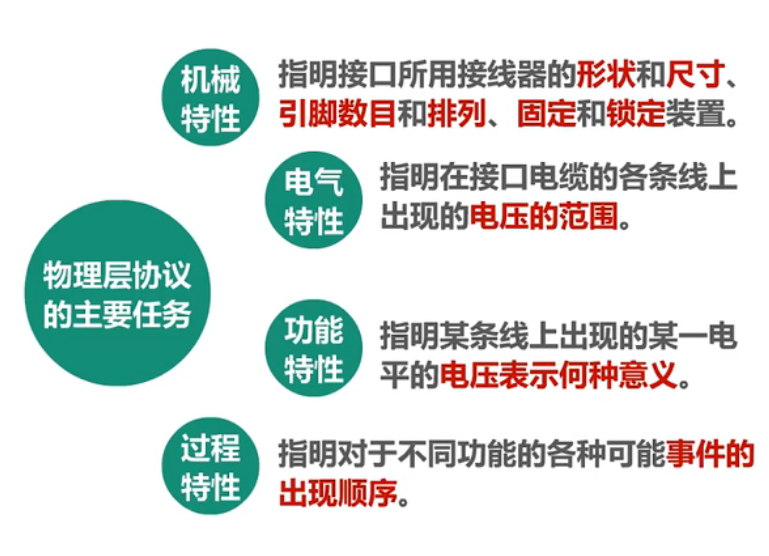 机械
特性
指明接口所用接线器的形状和尺寸、
引脚数目和排列、固定和锁定装置。
电气
特性
指明在接口电缆的各条线上
出现的电压的范围。
物理层协议
的主要任务
功能
特性
指明某条线上出现的某一电
平的电压表示何种意义。
过程
特性
指明对于不同功能的各种可能事件的
出现顺序。